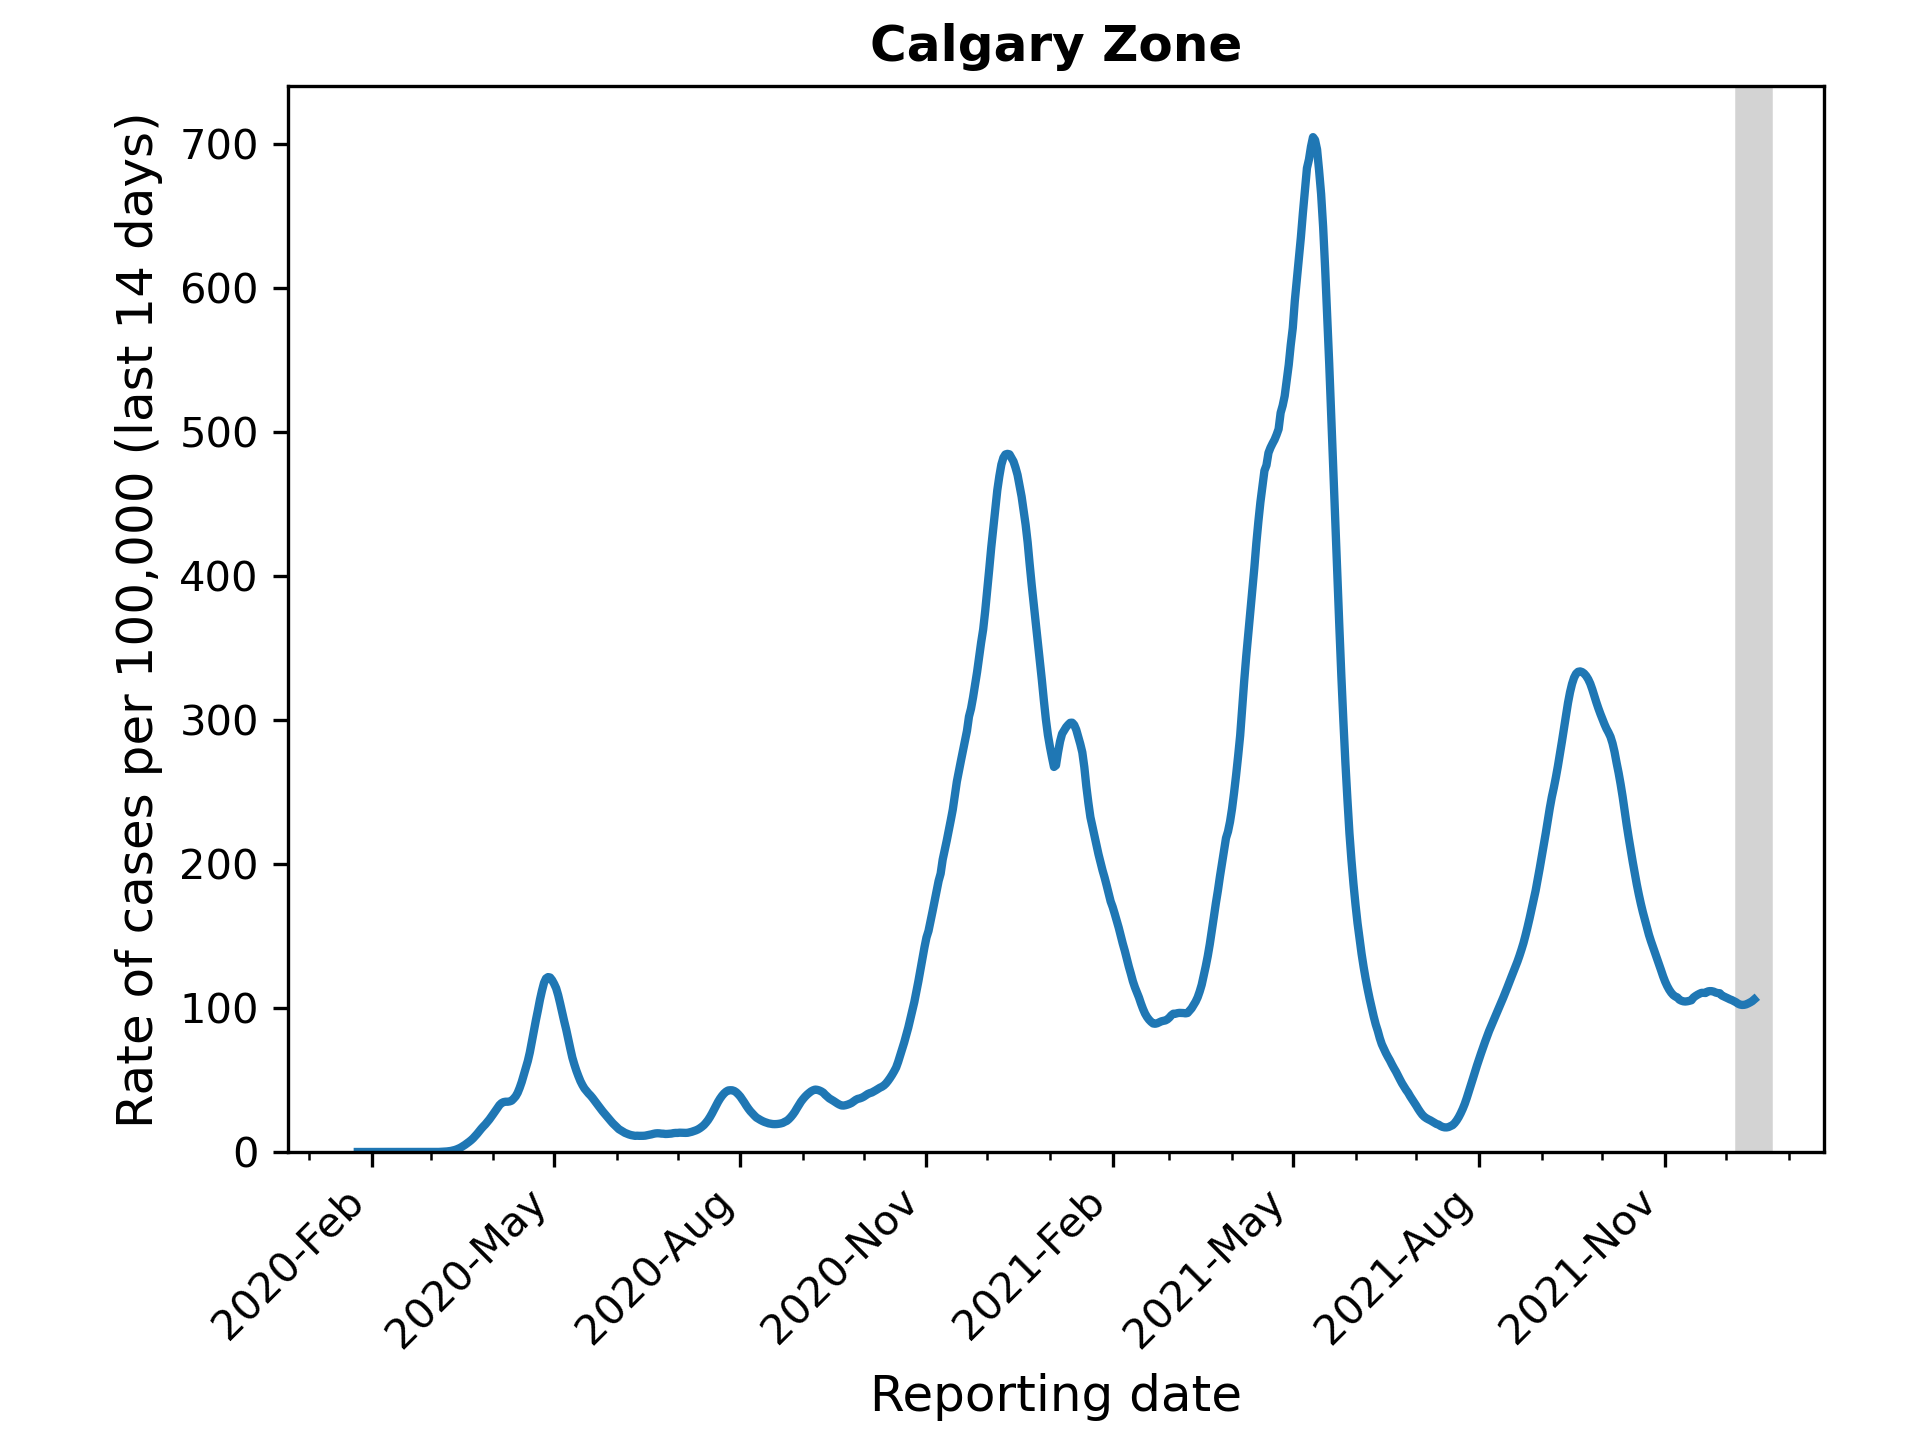 Calgary Zone
Rate of cases per 100,000 (last 14 days)
700
600
500
400
300
200
100
0
2020-Feb
2020-May
2020-Aug
2020-Nov
2021-Feb
2021-May
2021-Aug
2021-Nov
Reporting date